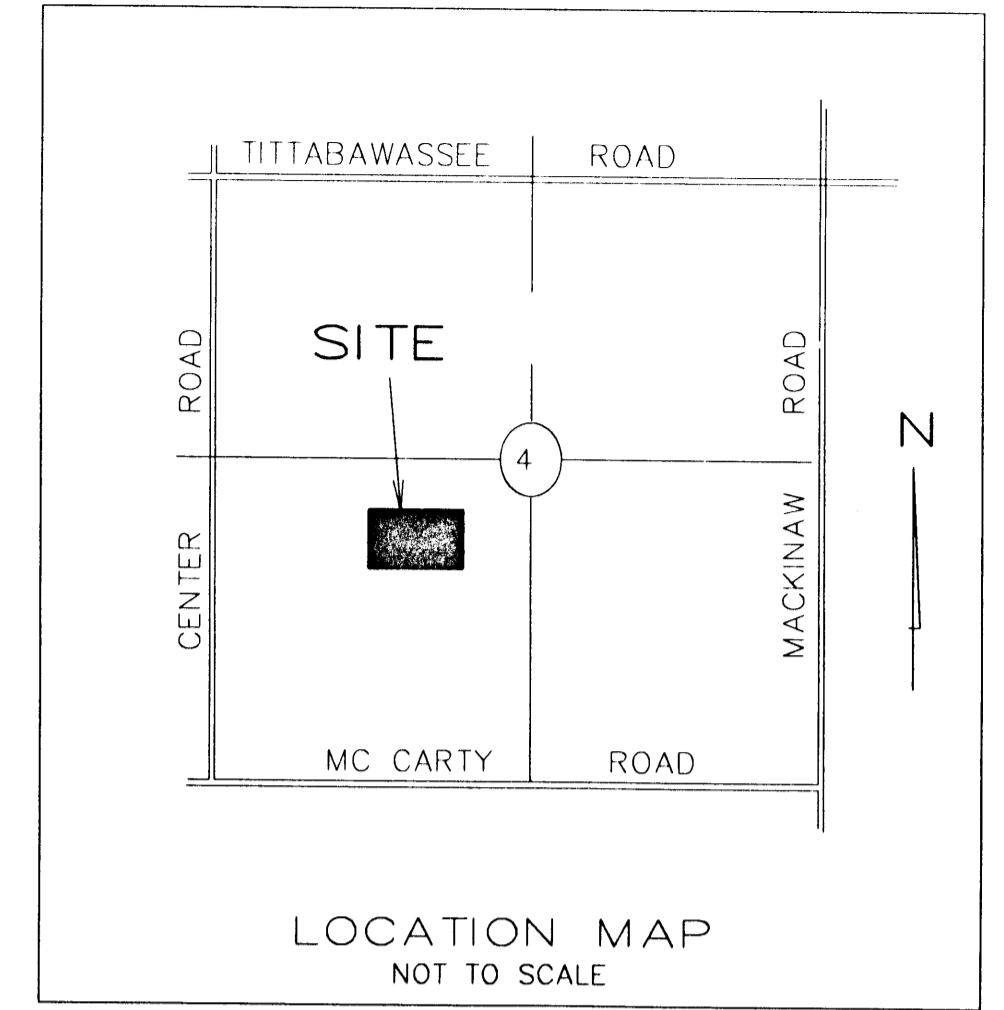 TITTABAWASSEE ROAD
SITE
ROAD
ROAD
N
4
CENTER
MACKINAW
MC CARTY ROAD
LOCATION MAP
NOT TO SCALE